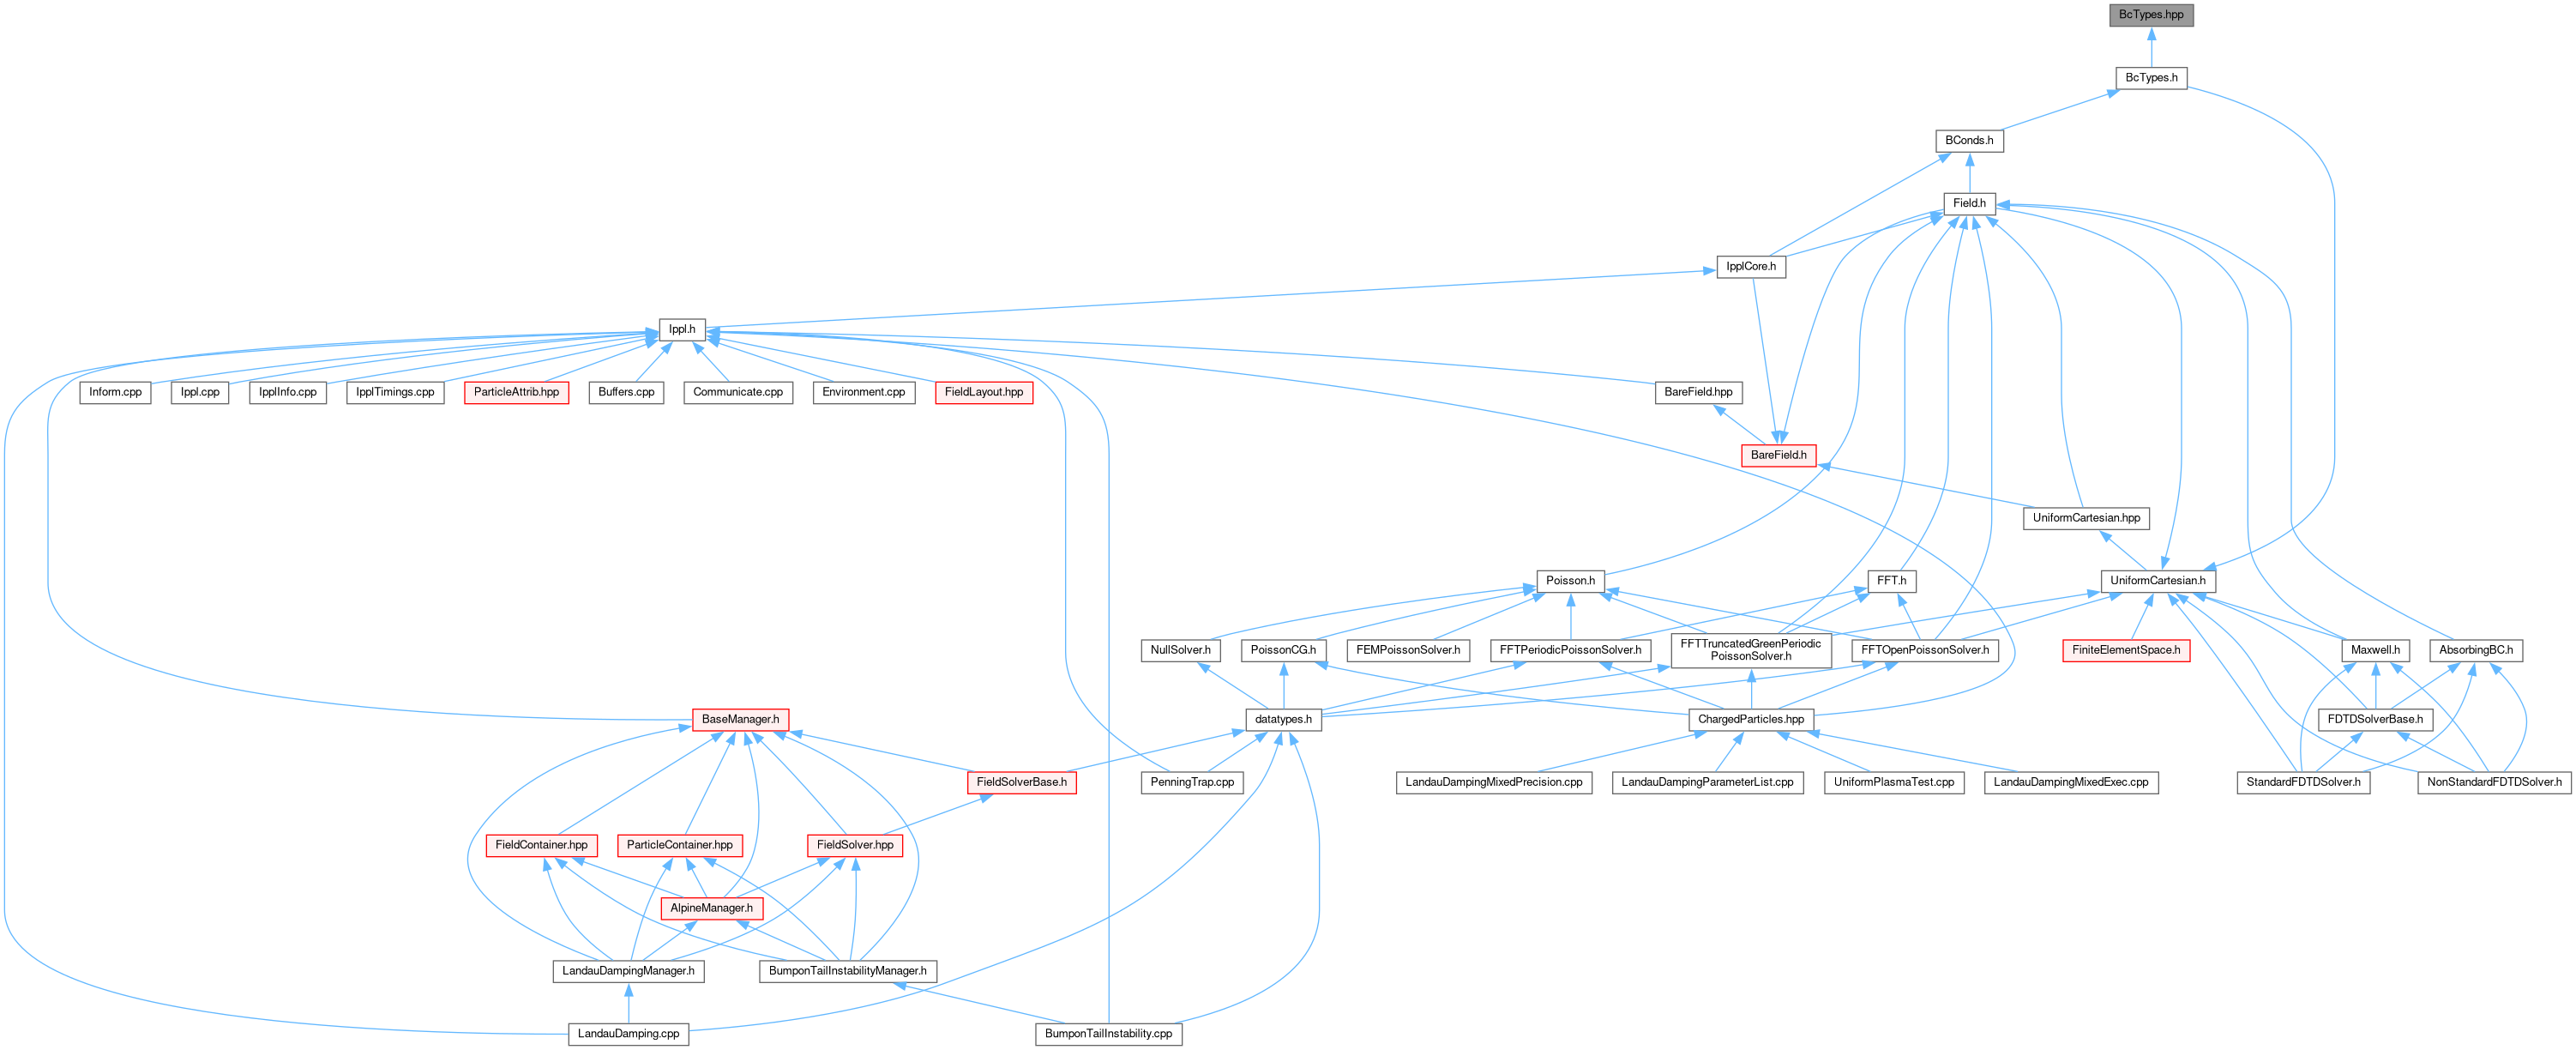 BcTypes.hpp
BcTypes.h
BConds.h
Field.h
IpplCore.h
Ippl.h
Inform.cpp
Ippl.cpp
IpplInfo.cpp
IpplTimings.cpp
ParticleAttrib.hpp
Buffers.cpp
Communicate.cpp
Environment.cpp
FieldLayout.hpp
BareField.hpp
BareField.h
UniformCartesian.hpp
Poisson.h
FFT.h
UniformCartesian.h
NullSolver.h
PoissonCG.h
FEMPoissonSolver.h
FFTPeriodicPoissonSolver.h
FFTTruncatedGreenPeriodic
PoissonSolver.h
FFTOpenPoissonSolver.h
FiniteElementSpace.h
Maxwell.h
AbsorbingBC.h
BaseManager.h
datatypes.h
ChargedParticles.hpp
FDTDSolverBase.h
FieldSolverBase.h
PenningTrap.cpp
LandauDampingMixedPrecision.cpp
LandauDampingParameterList.cpp
UniformPlasmaTest.cpp
LandauDampingMixedExec.cpp
StandardFDTDSolver.h
NonStandardFDTDSolver.h
FieldContainer.hpp
ParticleContainer.hpp
FieldSolver.hpp
AlpineManager.h
LandauDampingManager.h
BumponTailInstabilityManager.h
LandauDamping.cpp
BumponTailInstability.cpp